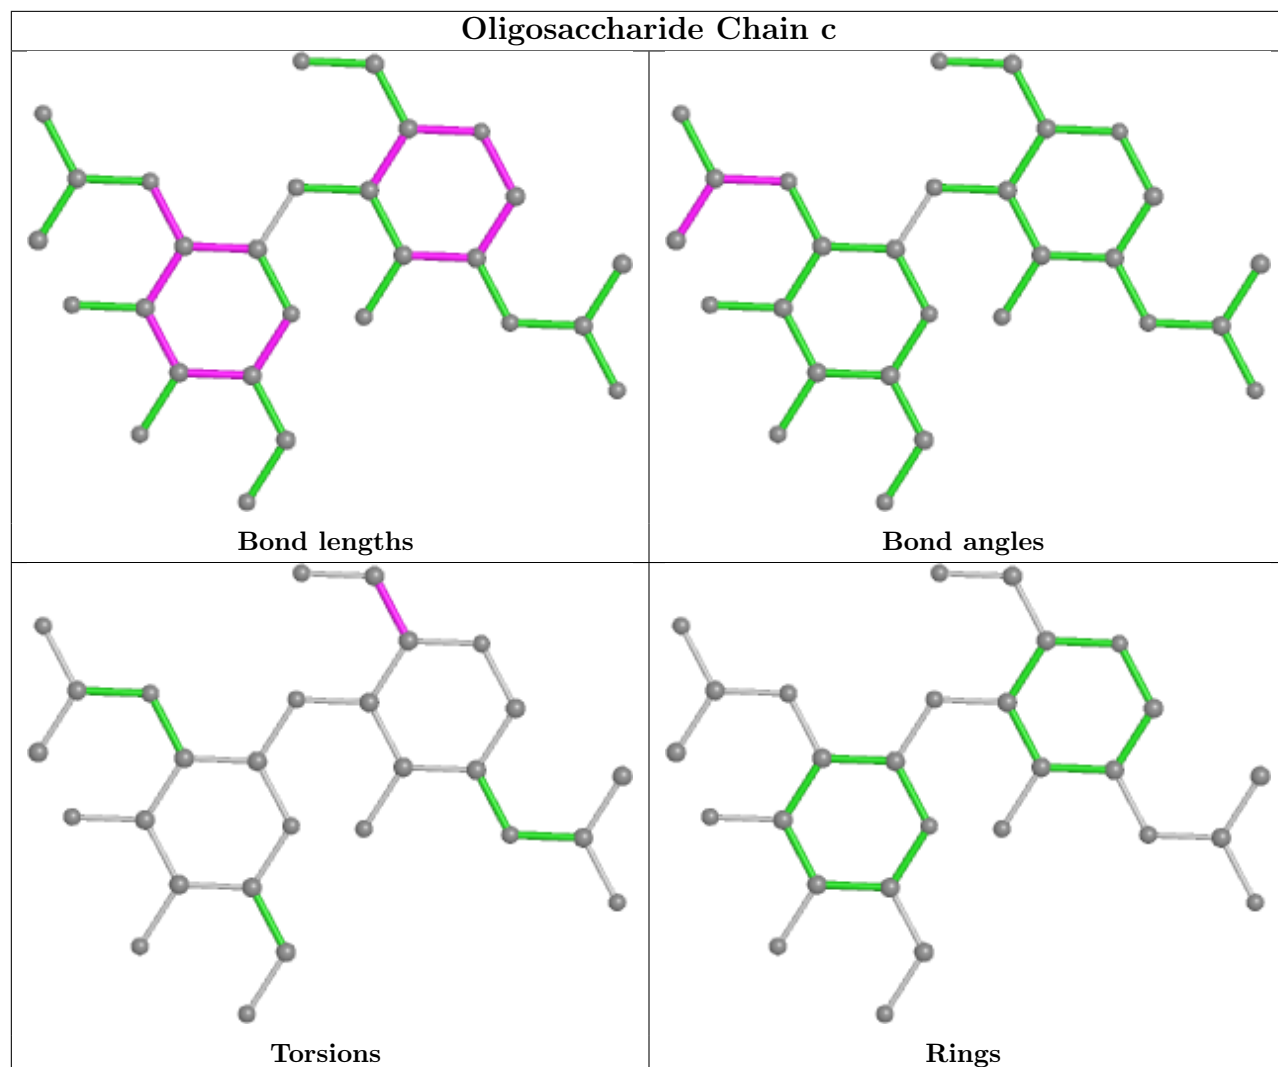 Oligosaccharide Chain c
Bond lengths
Bond angles
Torsions
Rings